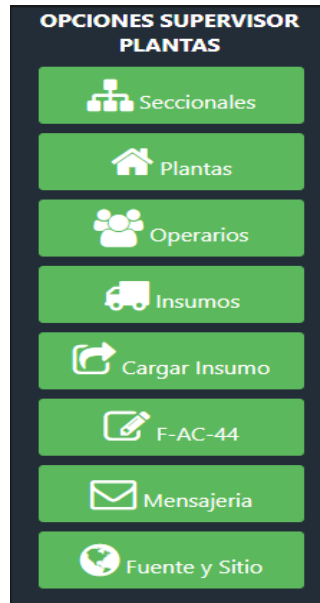 OPCIONES SUPERVISOR
PLANTAS
Seccionales
Plantas
Operarios
Insumos
Cargar Insumo
F-AC-44
Mensajeria
Fuente y Sitio